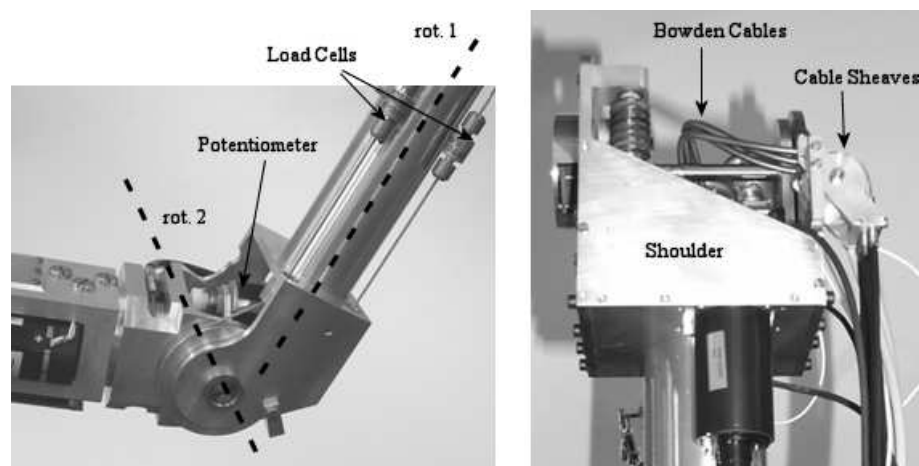 rot. 1
Load Cells
Potentiometer
rot. 2
Bowden Cables
Cable Sheaves
Shoulder